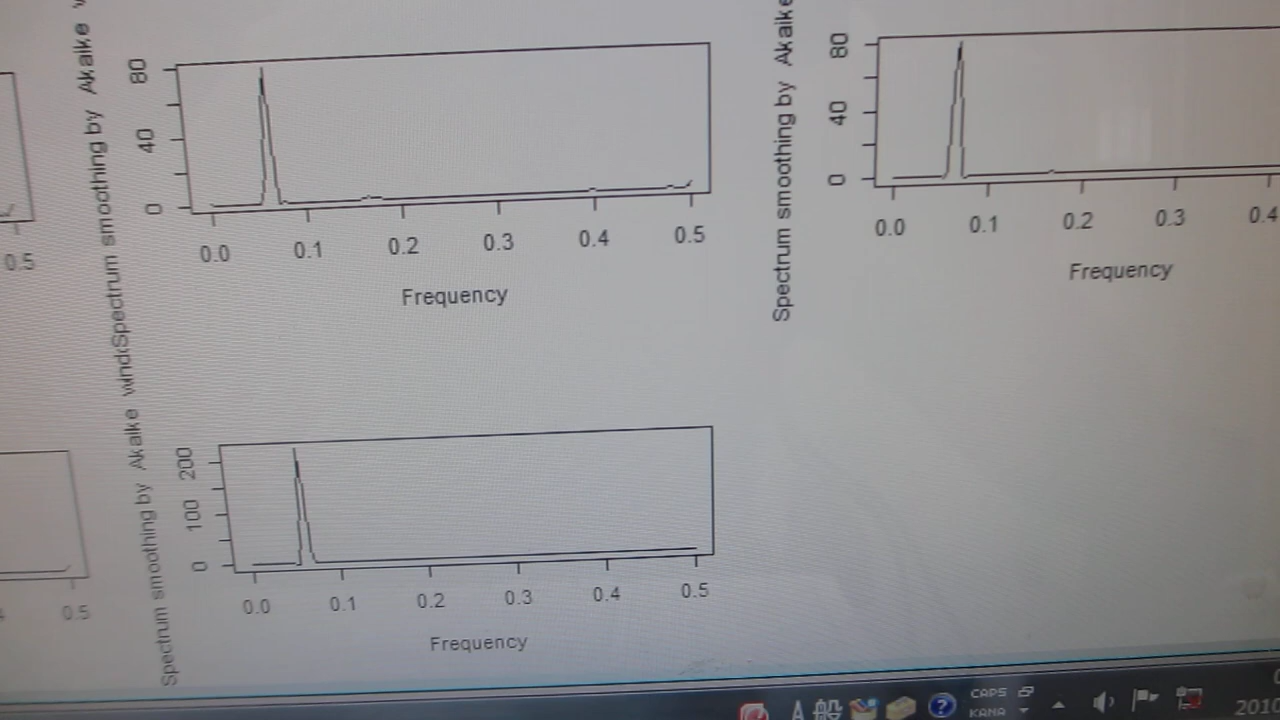 Spectrum smoothing by Akaike
80
40
0
0.0 0.1 0.2 0.3 0.4 0.5
Frequency
Spectrum smoothing by Akaike
80
40
0
0.0 0.1 0.2 0.3 0.4
Frequency
0.5
Spectrum smoothing by Akaike wind
200
100
0
0.0 0.1 0.2 0.3 0.4 0.5
Frequency
0.5
A 般
?
CAPS
KANA
2010